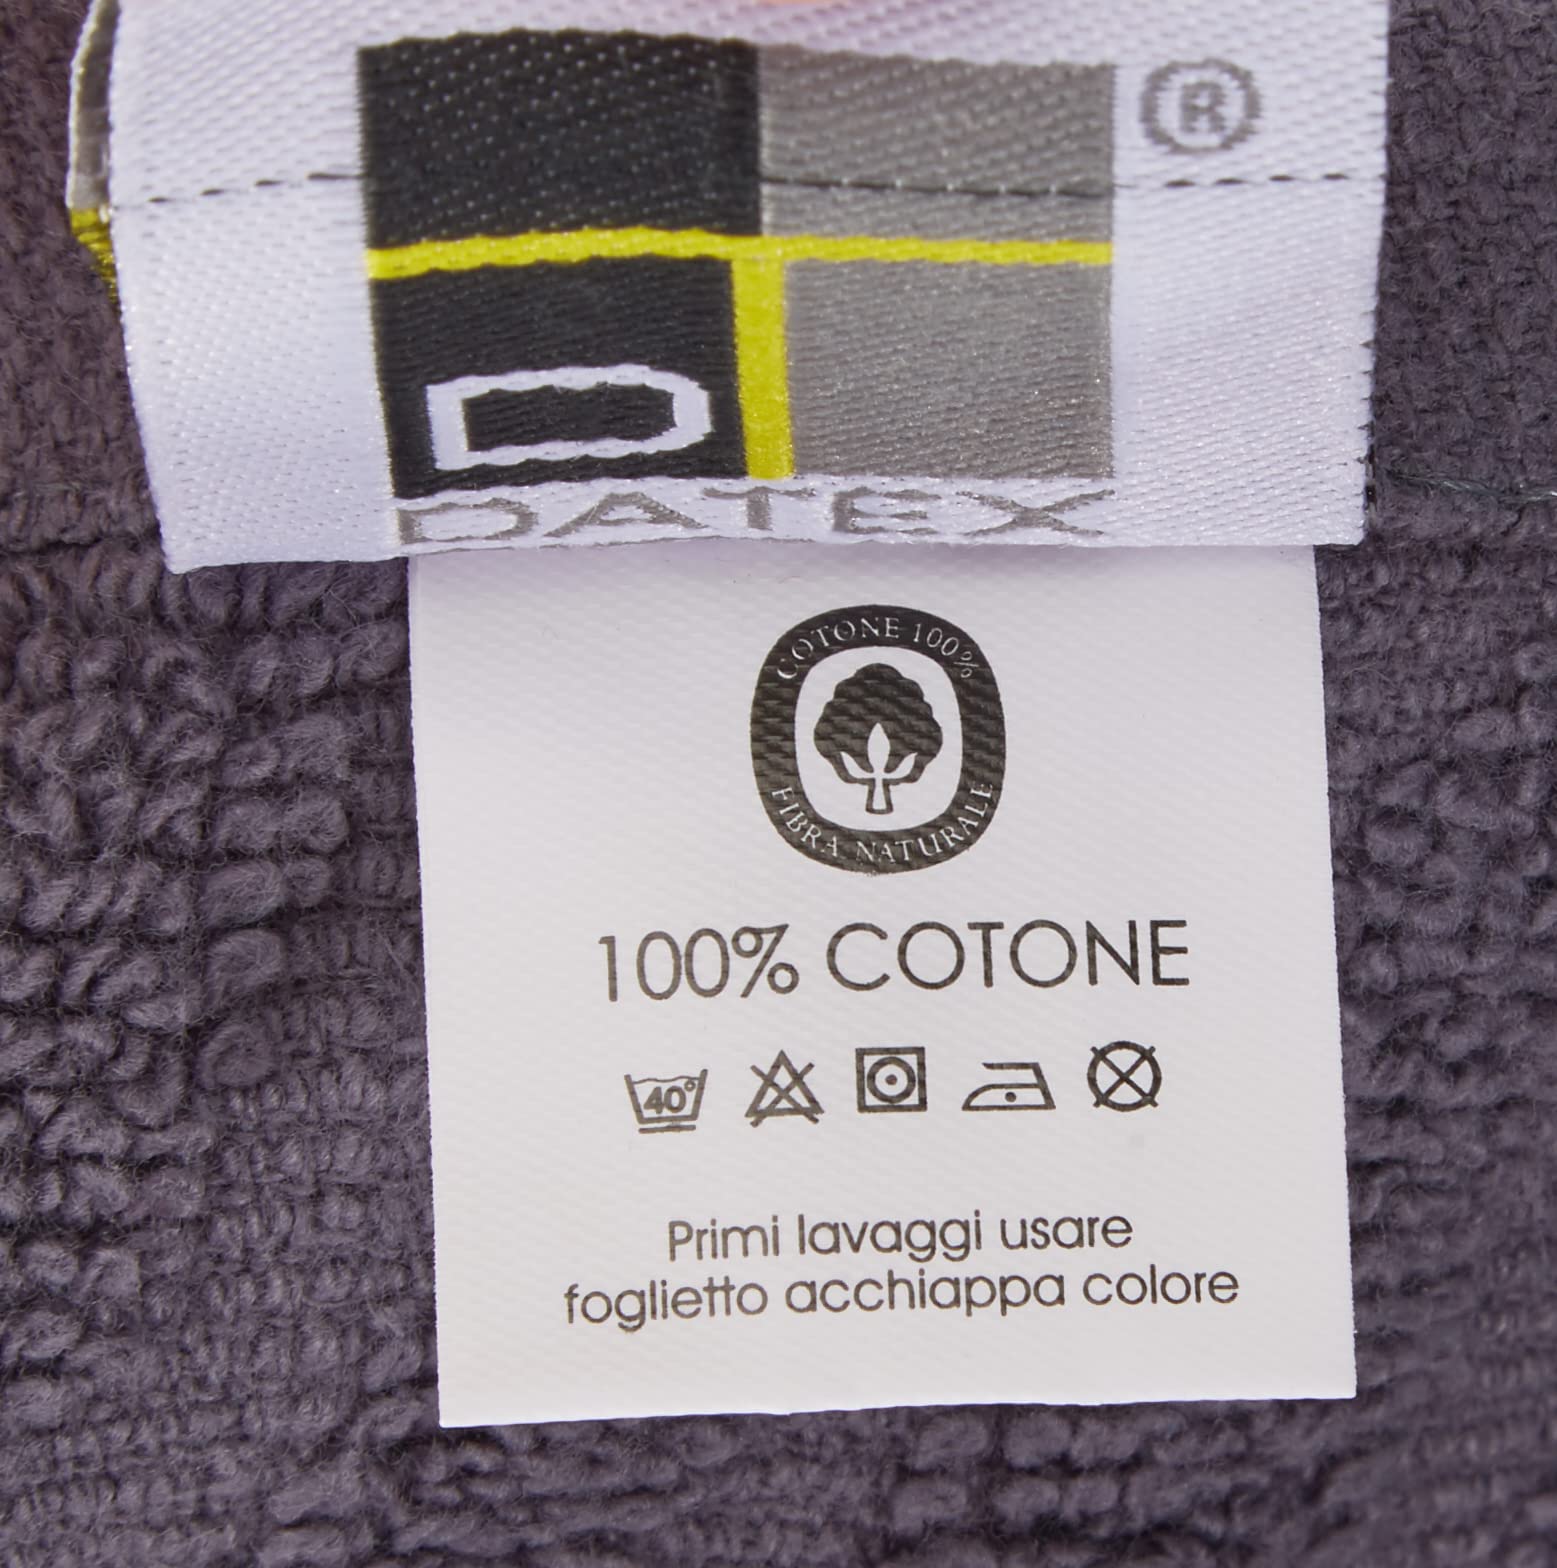 ®
D
DATEX
COTONE 100%
FIBRA NATURALE
100% COTONE
40°
Primi lavaggi usare
foglietto acchiappa colore